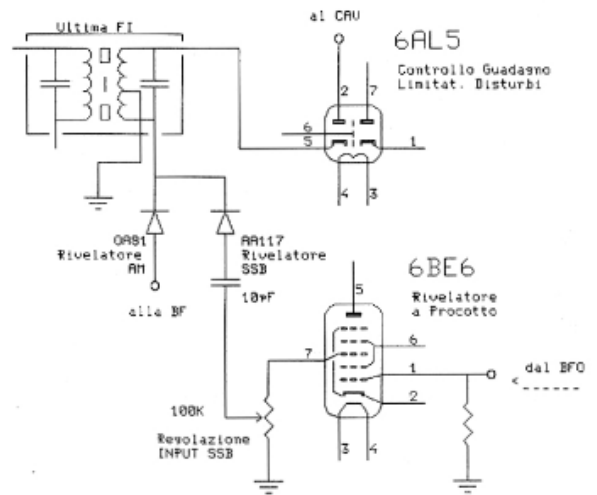 Ultima FI
al CAV
6AL5
Controllo Guadagno
Limitat. Disturbi
2
7
6
5
1
4
3
OA81
Rivelatore
AM
AA117
Rivelatore
SSB
10pF
alla BF
6BE6
Rivelatore
a Procotto
5
7
6
1
2
dal BFO
< ------
100K
Regolazione
INPUT SSB
3
4